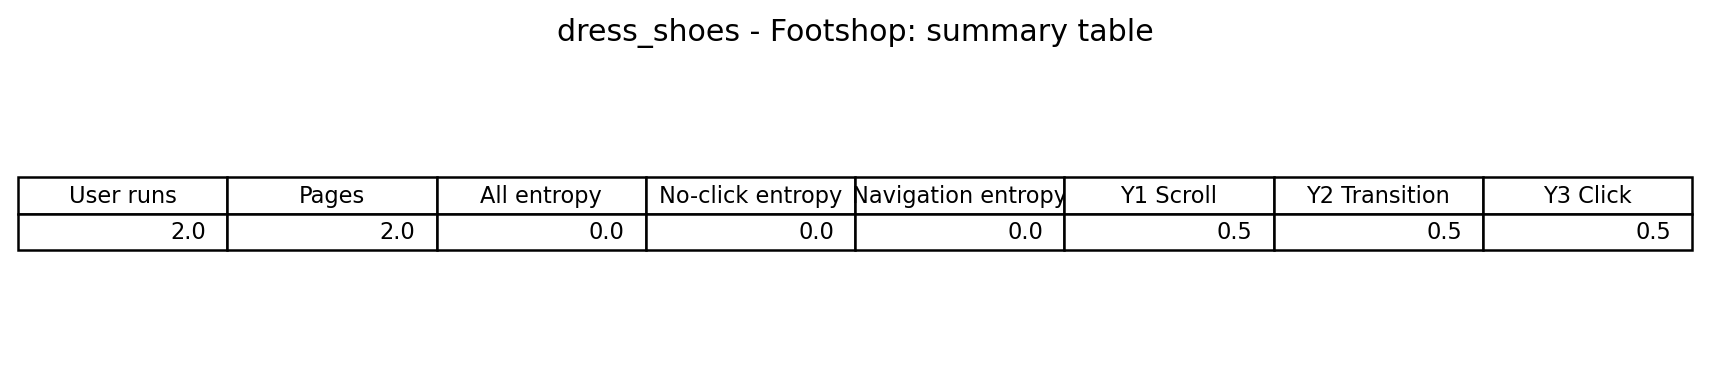 dress_shoes - Footshop: summary table
User runs Pages All entropy No-click entropy Navigation entropy Y1 Scroll Y2 Transition Y3 Click
2.0 2.0 0.0 0.0 0.0 0.5 0.5 0.5